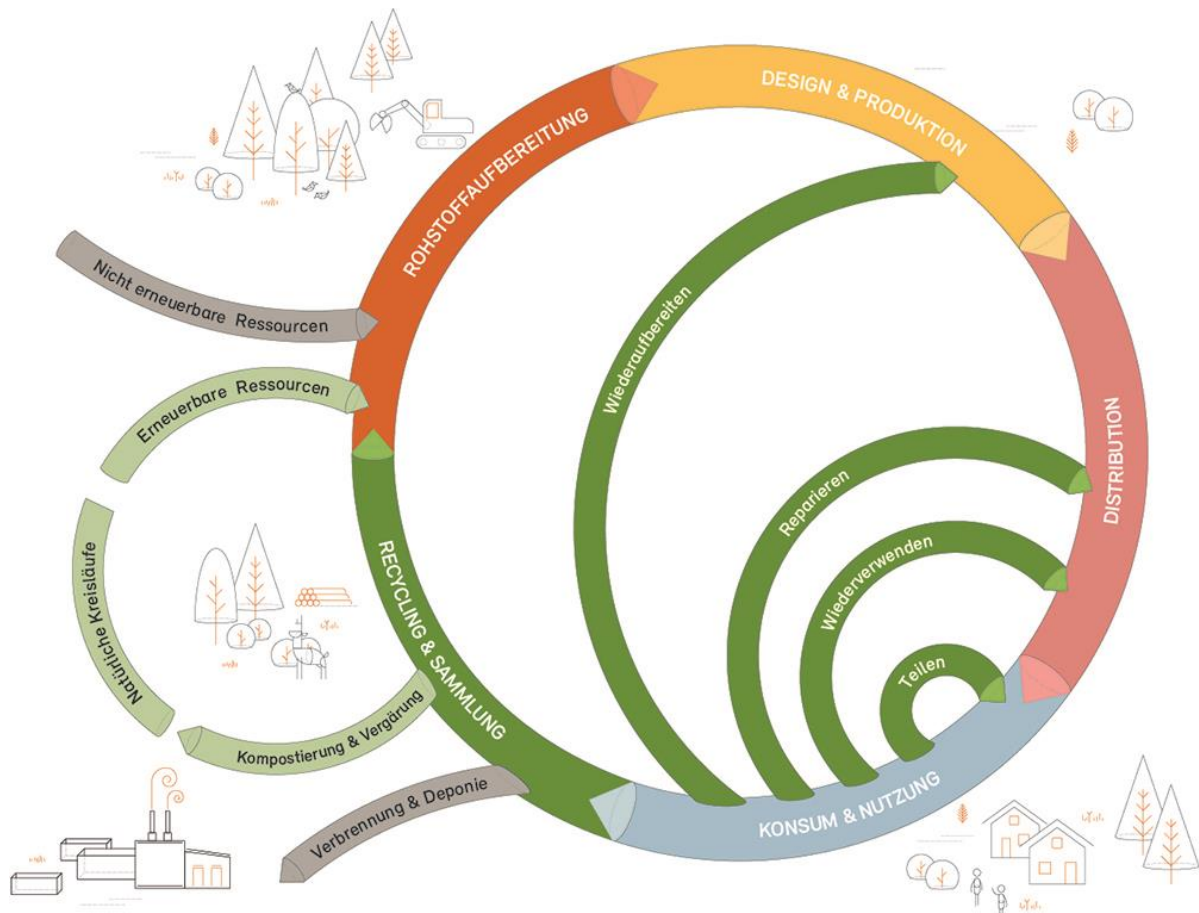 DESIGN & PRODUKTION
ROHSTOFFAUFBEREITUNG
Nicht erneuerbare Ressourcen
Wiederaufbereiten
Erneuerbare Ressourcen
DISTRIBUTION
Reparieren
Wiederverwenden
Natürliche Kreisläufe
RECYCLING & SAMMLUNG
Teilen
Kompostierung & Vergärung
Verbrennung & Deponie
KONSUM & NUTZUNG